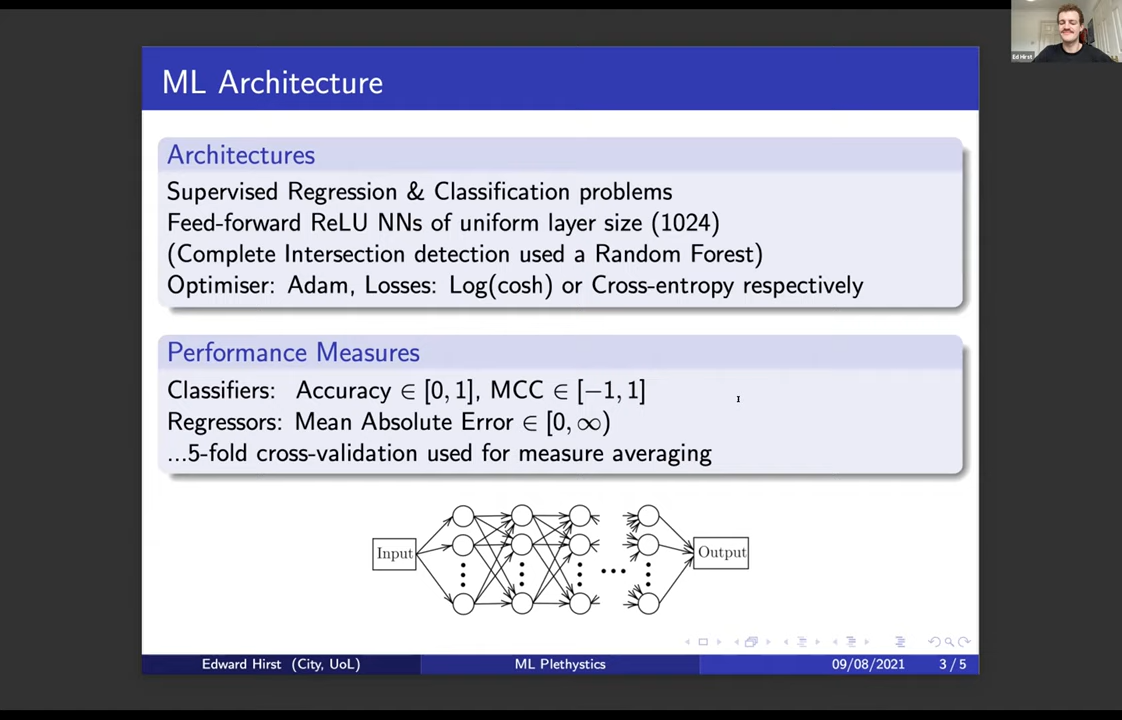 Ed Hirst
ML Architecture
Architectures
Supervised Regression & Classification problems
Feed-forward ReLU NNs of uniform layer size (1024)
(Complete Intersection detection used a Random Forest)
Optimiser: Adam, Losses: Log(cosh) or Cross-entropy respectively
Performance Measures
Classifiers: Accuracy ∈ [0, 1], MCC ∈ [−1, 1]
Regressors: Mean Absolute Error ∈ [0, ∞)
...5-fold cross-validation used for measure averaging
Input
Output
Edward Hirst (City, UoL) ML Plethystics 09/08/2021 3 / 5